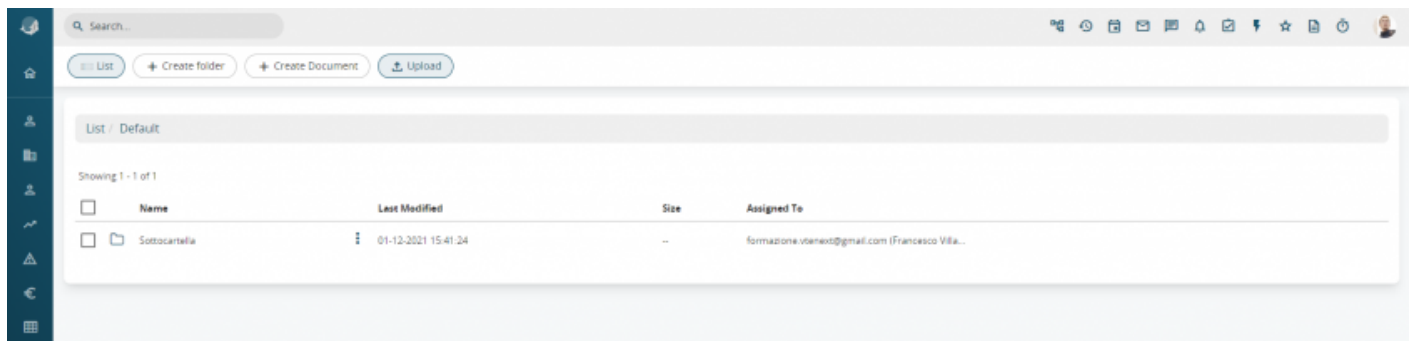 Search...
List + Create folder + Create Document Upload
List / Default
Showing 1 - 1 of 1
Name Last Modified Size Assigned To
Sottocartella 01-12-2021 15:41:24 -- formazione.vtenext@gmail.com (Francesco Villa...